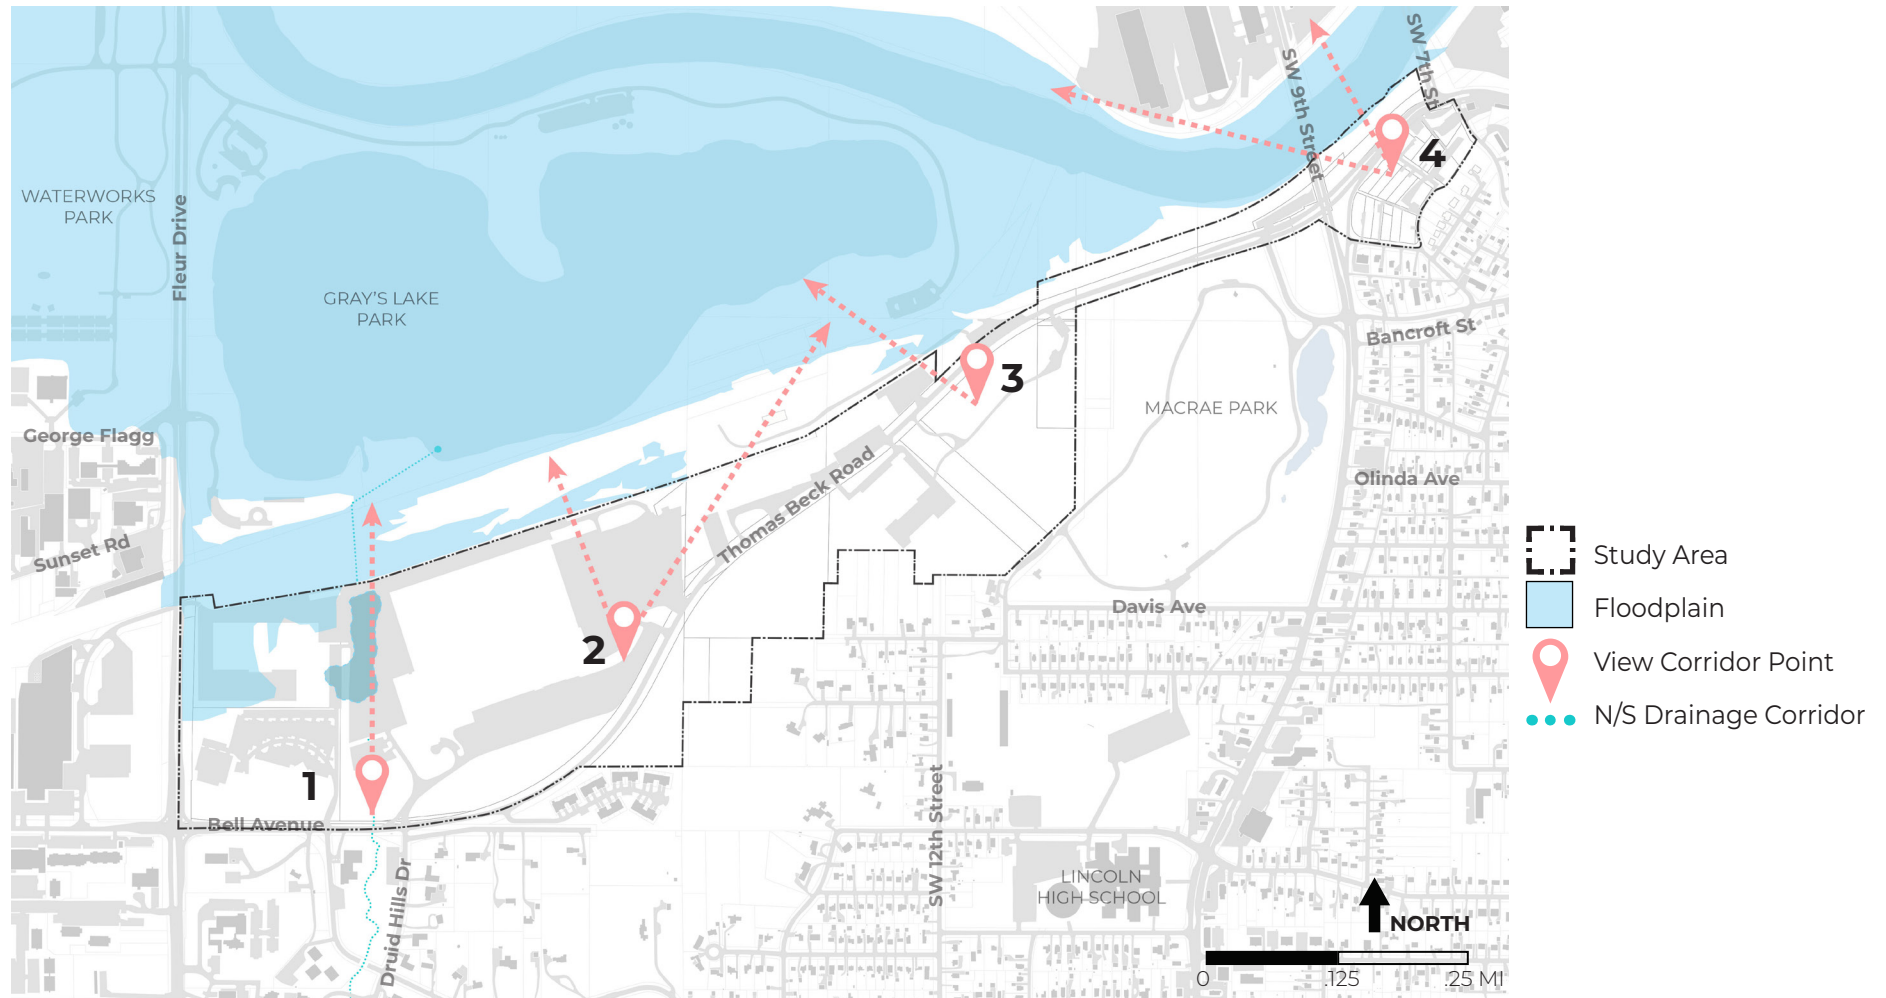 SW 7th St
SW 9th Street
4
WATERWORKS
PARK
Fleur Drive
GRAY'S LAKE
PARK
Bancroft St
3
MACRAE PARK
George Flagg
Thomas Beck Road
Olinda Ave
Sunset Rd
Davis Ave
2
1
Bell Avenue
Druid Hills Dr
SW 12th Street
LINCOLN
HIGH SCHOOL
NORTH
0 .125 .25 MI
Study Area
Floodplain
View Corridor Point
N/S Drainage Corridor